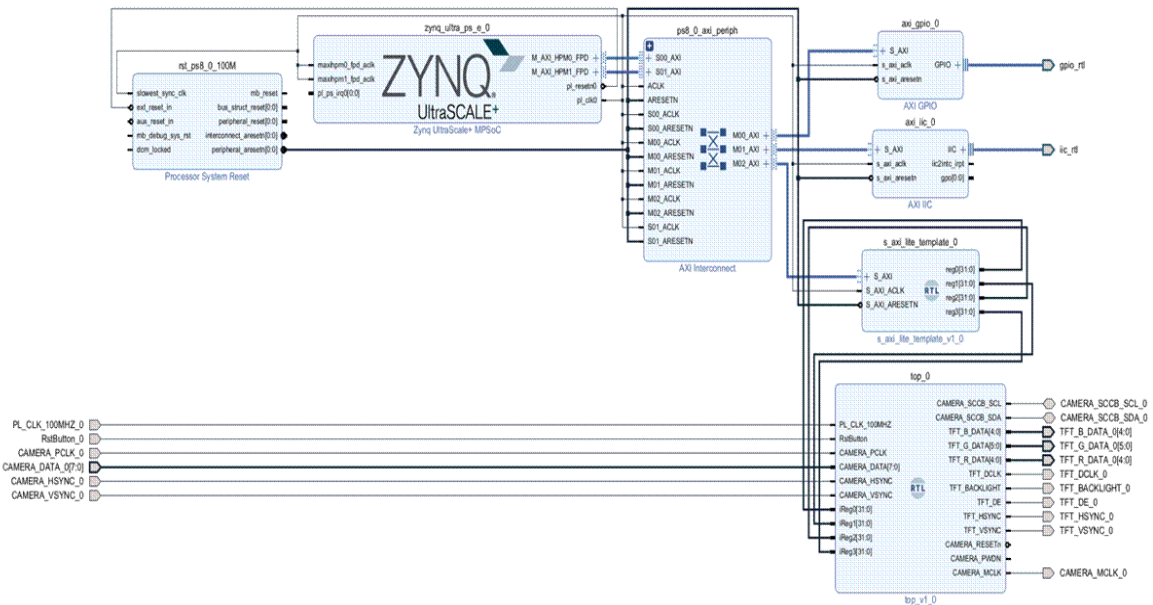 zynq_ultra_ps_e_0
maxihpm0_fpd_aclk
maxihpm1_fpd_aclk
pl_ps_irq0[0:0]
ZYNQ
UltraSCALE+
M_AXI_HPM0_FPD
M_AXI_HPM1_FPD
pl_resetn0
pl_clk0
Zynq UltraScale+ MPSoC
rst_ps8_0_100M
slowest_sync_clk
ext_reset_in
aux_reset_in
mb_debug_sys_rst
dcm_locked
mb_reset
bus_struct_reset[0:0]
peripheral_reset[0:0]
interconnect_aresetn[0:0]
peripheral_aresetn[0:0]
Processor System Reset
ps8_0_axi_periph
S00_AXI
S01_AXI
ACLK
ARESETN
S00_ACLK
S00_ARESETN
M00_ACLK
M00_ARESETN
M01_ACLK
M01_ARESETN
M02_ACLK
M02_ARESETN
S01_ACLK
S01_ARESETN
M00_AXI
M01_AXI
M02_AXI
AXI Interconnect
axi_gpio_0
S_AXI
s_axi_aclk
s_axi_aresetn
GPIO
gpio_rtl
AXI GPIO
axi_iic_0
S_AXI
s_axi_aclk
s_axi_aresetn
IIC
iic2intc_irpt
gpo[0:0]
iic_rtl
AXI IIC
s_axi_lite_template_0
S_AXI
S_AXI_ACLK
S_AXI_ARESETN
RTL
reg0[31:0]
reg1[31:0]
reg2[31:0]
reg3[31:0]
s_axi_lite_template_v1_0
top_0
PL_CLK_100MHZ_0
RstButton_0
CAMERA_PCLK_0
CAMERA_DATA_0[7:0]
CAMERA_HSYNC_0
CAMERA_VSYNC_0
PL_CLK_100MHZ
RstButton
CAMERA_PCLK
CAMERA_DATA[7:0]
CAMERA_HSYNC
CAMERA_VSYNC
iReg0[31:0]
iReg1[31:0]
iReg2[31:0]
iReg3[31:0]
RTL
CAMERA_SCCB_SCL
CAMERA_SCCB_SDA
TFT_B_DATA[4:0]
TFT_G_DATA[5:0]
TFT_R_DATA[4:0]
TFT_DCLK
TFT_BACKLIGHT
TFT_DE
TFT_HSYNC
TFT_VSYNC
CAMERA_RESETn
CAMERA_PWDN
CAMERA_MCLK
CAMERA_SCCB_SCL_0
CAMERA_SCCB_SDA_0
TFT_B_DATA_0[4:0]
TFT_G_DATA_0[5:0]
TFT_R_DATA_0[4:0]
TFT_DCLK_0
TFT_BACKLIGHT_0
TFT_DE_0
TFT_HSYNC_0
TFT_VSYNC_0
CAMERA_MCLK_0
top_v1_0